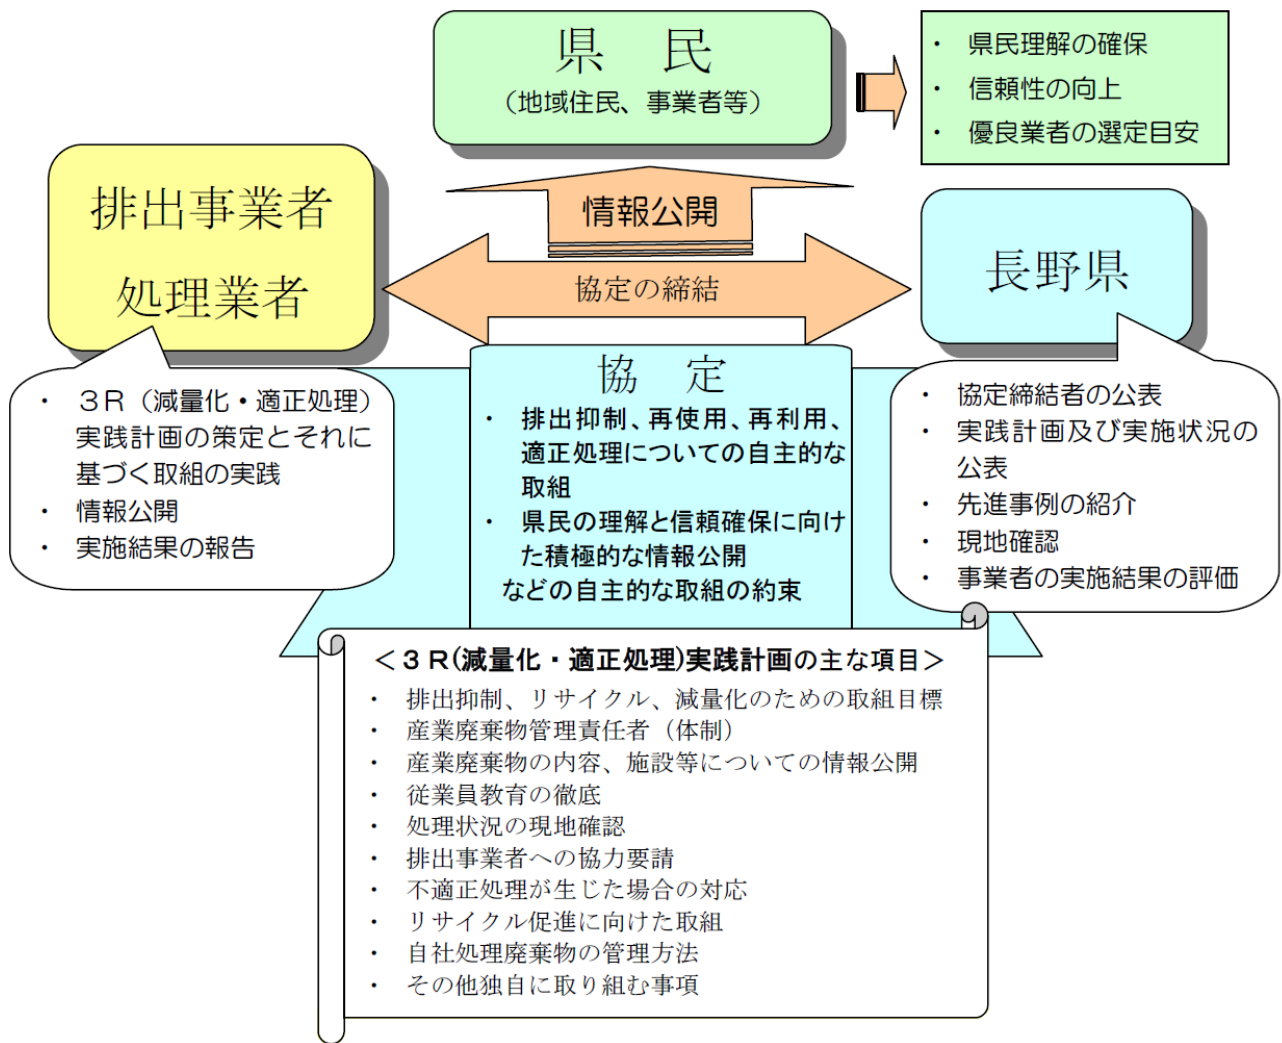 県　民
（地域住民、事業者等）
・ 県民理解の確保
・ 信頼性の向上
・ 優良業者の選定目安
排出事業者
処理業者
情報公開
協定の締結
長野県
・ ３Ｒ（減量化・適正処理）
実践計画の策定とそれに
基づく取組の実践
・ 情報公開
・ 実施結果の報告
協　定
・ 排出抑制、再使用、再利用、
適正処理についての自主的な
取組
・ 県民の理解と信頼確保に向け
た積極的な情報公開
などの自主的な取組の約束
・ 協定締結者の公表
・ 実践計画及び実施状況の
公表
・ 先進事例の紹介
・ 現地確認
・ 事業者の実施結果の評価
＜３Ｒ(減量化・適正処理)実践計画の主な項目＞
・ 排出抑制、リサイクル、減量化のための取組目標
・ 産業廃棄物管理責任者（体制）
・ 産業廃棄物の内容、施設等についての情報公開
・ 従業員教育の徹底
・ 処理状況の現地確認
・ 排出事業者への協力要請
・ 不適正処理が生じた場合の対応
・ リサイクル促進に向けた取組
・ 自社処理廃棄物の管理方法
・ その他独自に取り組む事項